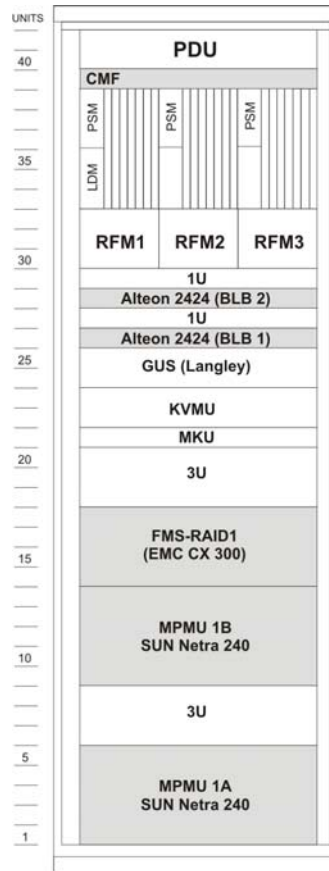 UNITS
PDU
40
CMF
PSM
PSM
PSM
LDM
35
RFM1 RFM2 RFM3
30
1U
Alteon 2424 (BLB 2)
1U
Alteon 2424 (BLB 1)
25
GUS (Langley)
KVMU
MKU
20
3U
FMS-RAID1
(EMC CX 300)
15
MPMU 1B
SUN Netra 240
10
3U
5
MPMU 1A
SUN Netra 240
1